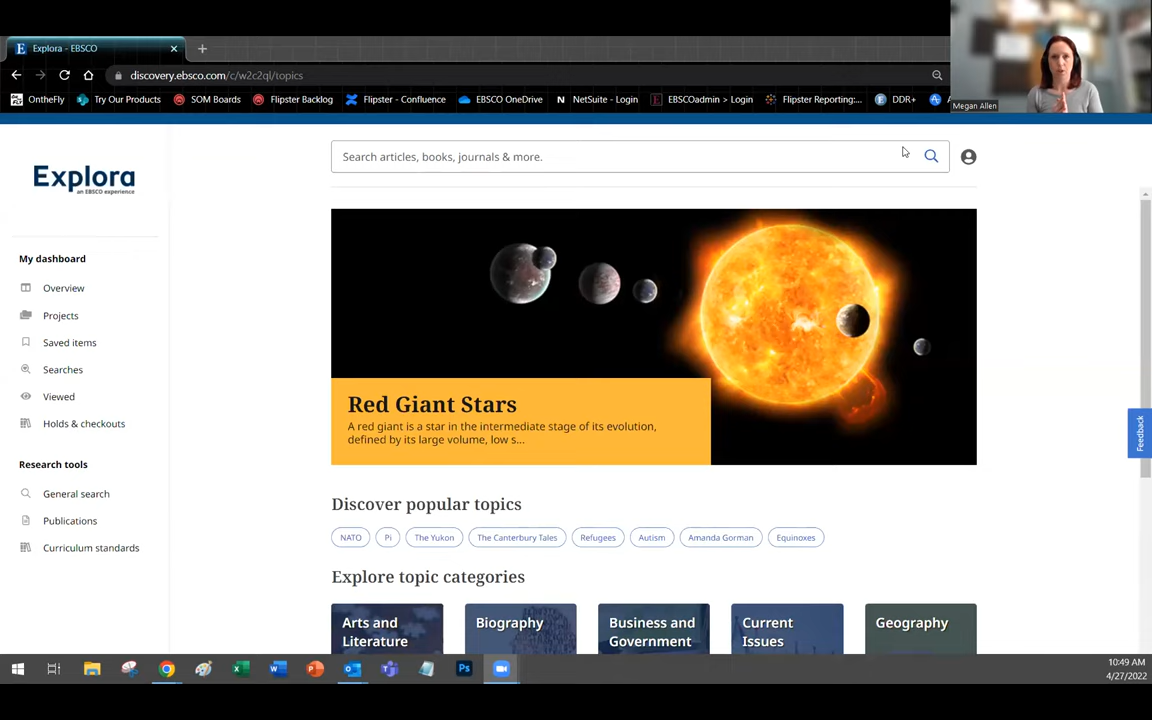 Explora - EBSCO
discovery.ebsco.com/c/w2c2ql/topics
OntheFly
Try Our Products
SOM Boards
Flipster Backlog
Flipster - Confluence
EBSCO OneDrive
NetSuite - Login
EBSCOadmin > Login
Flipster Reporting:...
DDR+
Megan Allen
Explora
an EBSCO experience
Search articles, books, journals & more.
My dashboard
Overview
Projects
Saved items
Searches
Viewed
Holds & checkouts
Research tools
General search
Publications
Curriculum standards
Red Giant Stars
A red giant is a star in the intermediate stage of its evolution,
defined by its large volume, low s...
Feedback
Discover popular topics
NATO
Pi
The Yukon
The Canterbury Tales
Refugees
Autism
Amanda Gorman
Equinoxes
Explore topic categories
Arts and
Literature
Biography
Business and
Government
Current
Issues
Geography
10:49 AM
4/27/2022